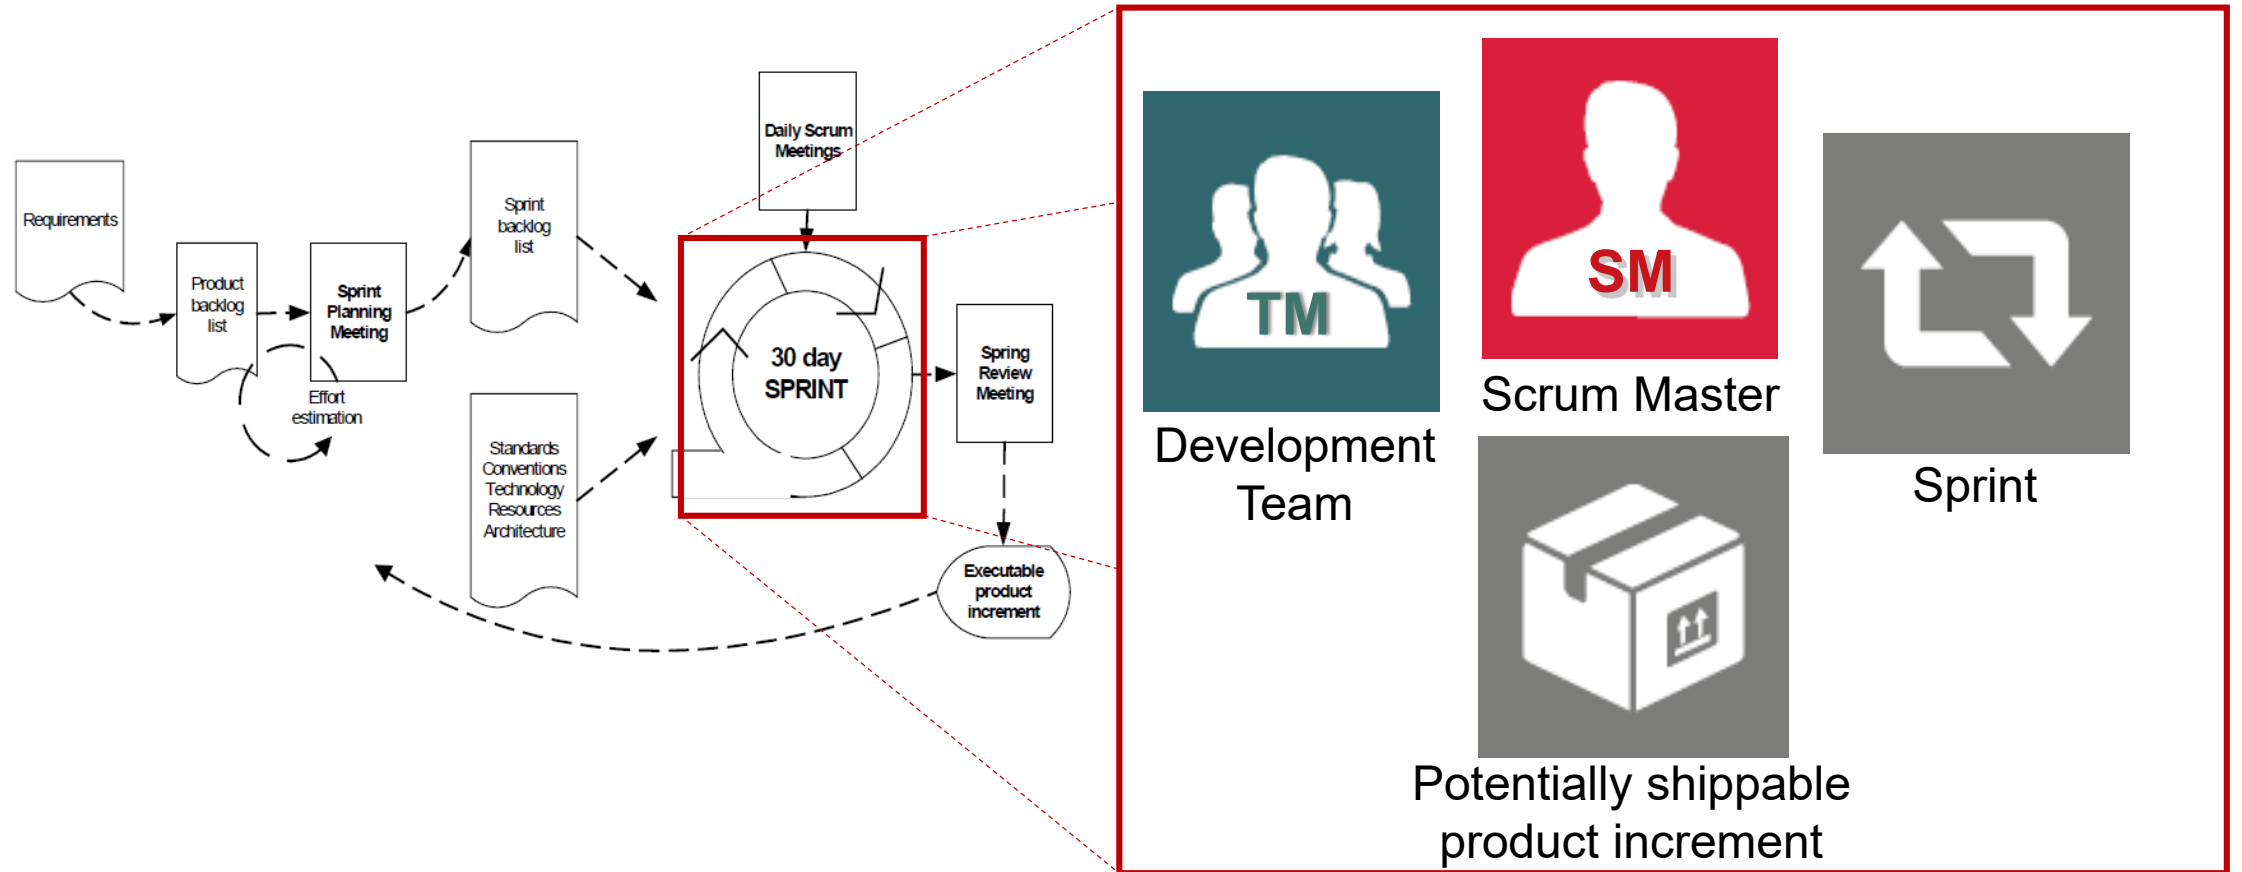 Requirements
Product
backlog
list
Sprint
Planning
Meeting
Effort
estimation
Sprint
backlog
list
Standards
Conventions
Technology
Resources
Architecture
Daily Scrum
Meetings
30 day
SPRINT
Spring
Review
Meeting
Executable
product
increment
TM
Development
Team
SM
Scrum Master
Sprint
Potentially shippable
product increment